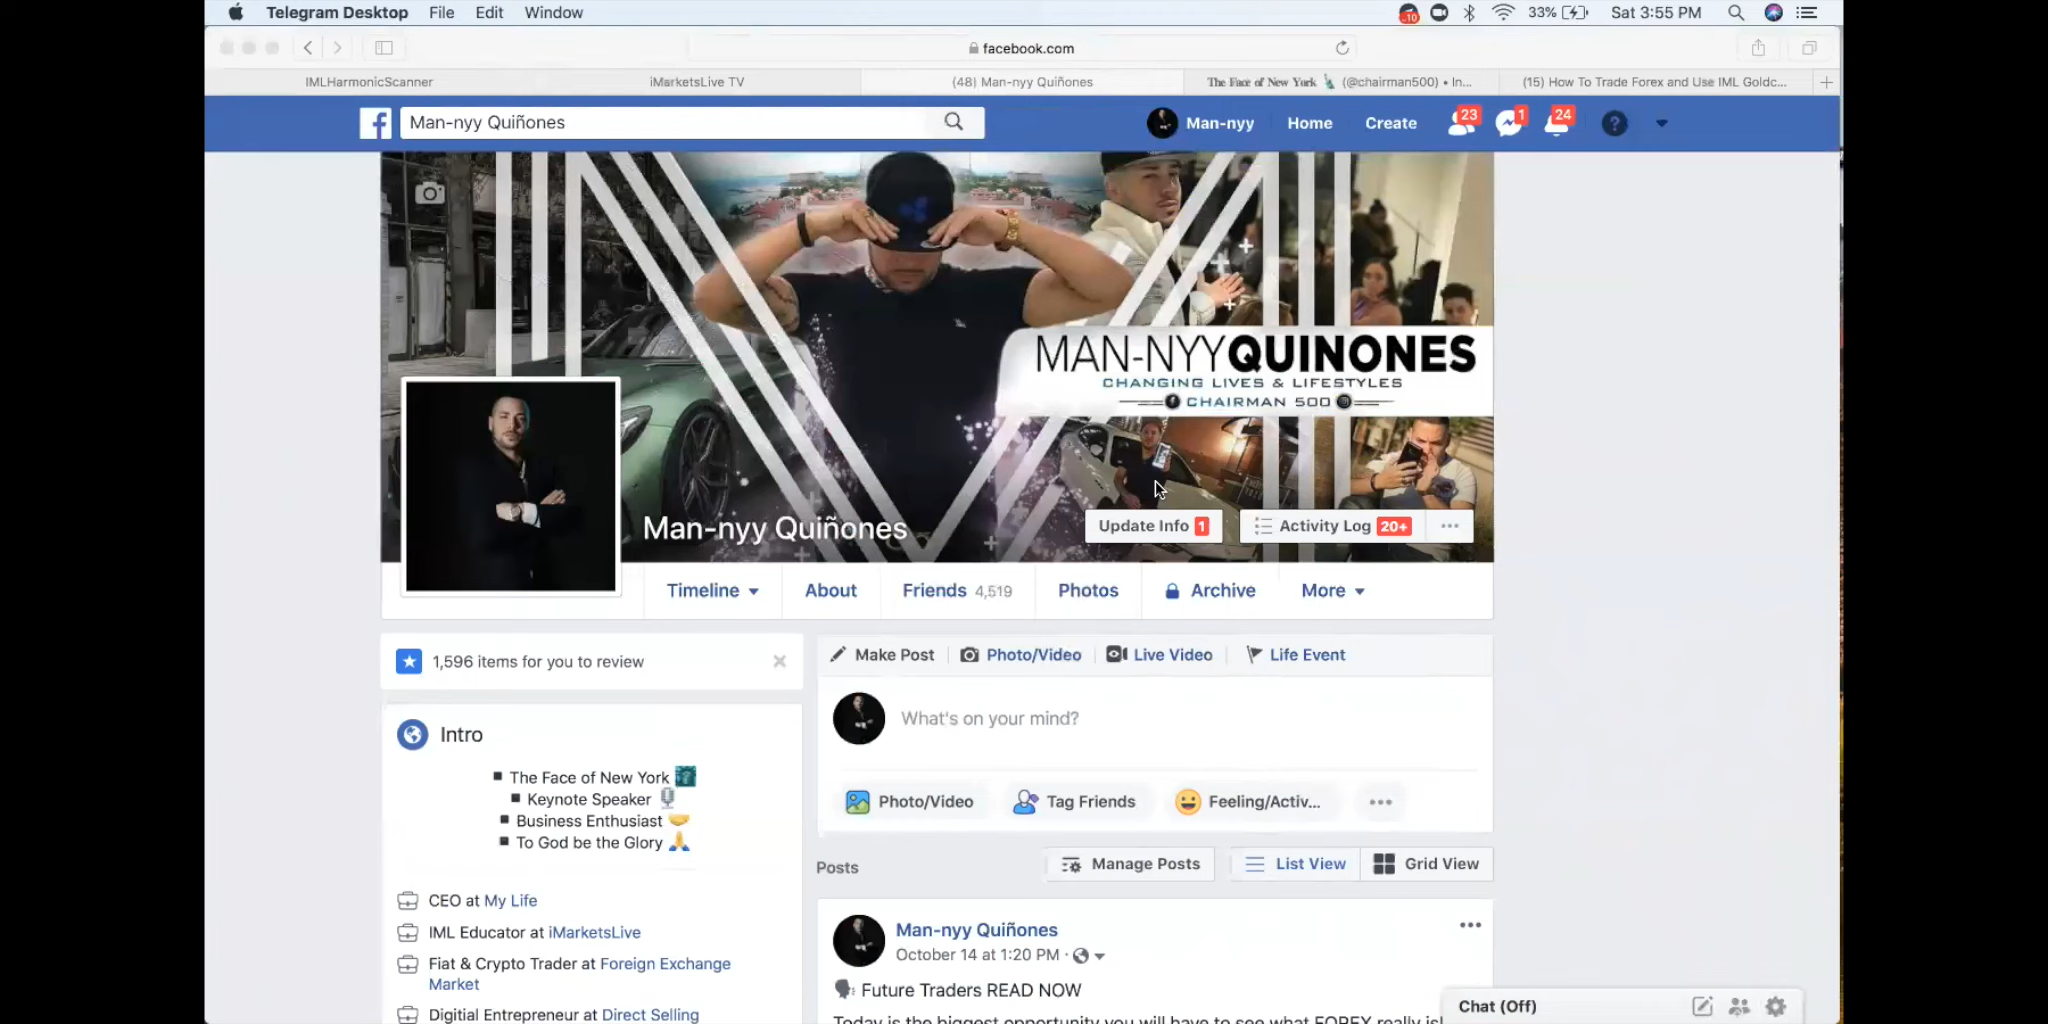 Telegram Desktop File Edit Window 33% Sat 3:55 PM
10
facebook.com
IMLHarmonicScanner iMarketsLive TV (48) Man-nyy Quiñones The Face of New York (@chairman500) • In... (15) How To Trade Forex and Use IML Goldc...
Man-nyy Quiñones Man-nyy Home Create 23 1 24 ?
MAN-NYYQUINONES
CHANGING LIVES & LIFESTYLES
CHAIRMAN 500
Man-nyy Quiñones Update Info 1 Activity Log 20+ ...
Timeline About Friends 4,519 Photos Archive More
1,596 items for you to review
Make Post Photo/Video Live Video Life Event
What's on your mind?
Intro
▪ The Face of New York
▪ Keynote Speaker
▪ Business Enthusiast
▪ To God be the Glory
Photo/Video Tag Friends Feeling/Activ... ...
Posts Manage Posts List View Grid View
CEO at My Life
IML Educator at iMarketsLive
Fiat & Crypto Trader at Foreign Exchange
Market
Digitial Entrepreneur at Direct Selling
Man-nyy Quiñones
October 14 at 1:20 PM ·
Future Traders READ NOW
Today is the biggest opportunity you will have to see what FOREX really is
Chat (Off)